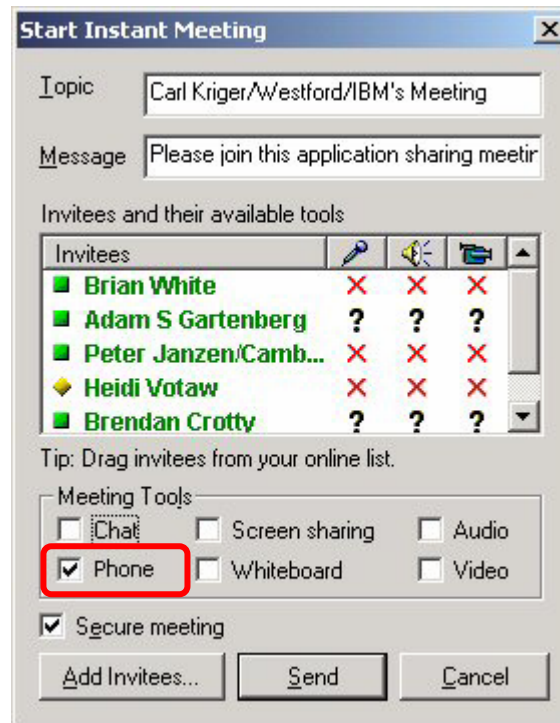 Start Instant Meeting
Topic Carl Kriger/Westford/IBM's Meeting
Message Please join this application sharing meetin
Invitees and their available tools
Invitees
Brian White
Adam S Gartenberg ? ? ?
Peter Janzen/Camb...
Heidi Votaw
Brendan Crotty ? ? ?
Tip: Drag invitees from your online list.
Meeting Tools
Chat Screen sharing Audio
Phone Whiteboard Video
Secure meeting
Add Invitees... Send Cancel